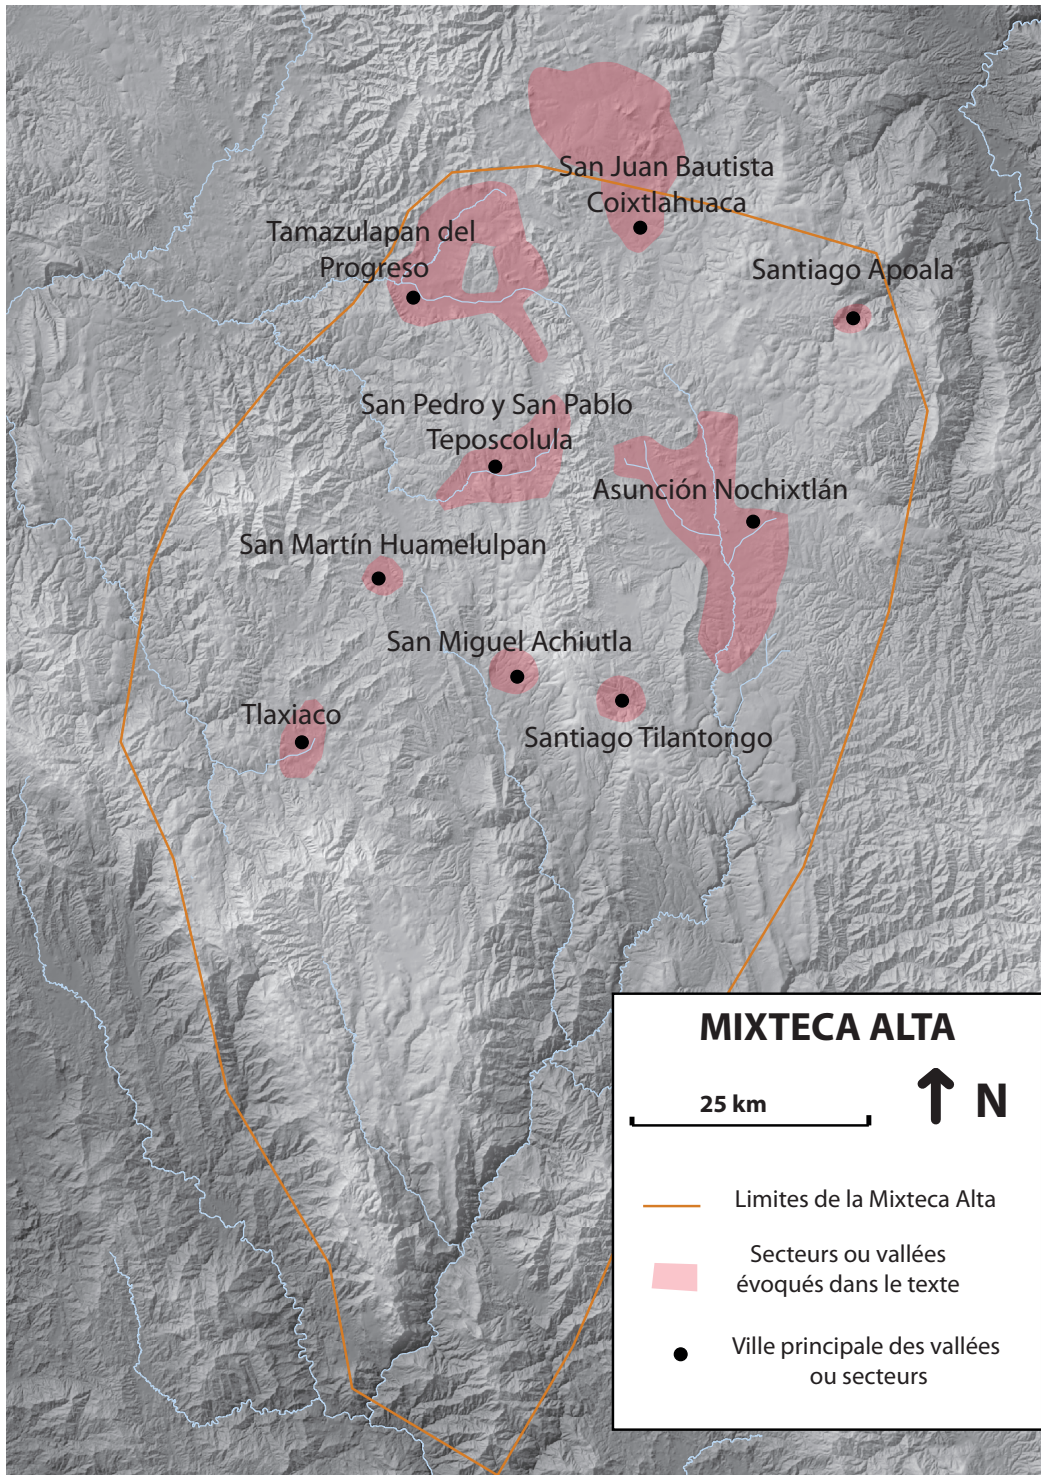 San Juan Bautista
Coixtlahuaca
Tamazulapan del
Progreso
Santiago Apoala
San Pedro y San Pablo
Teposcolula
Asunción Nochixtlán
San Martín Huamelulpan
San Miguel Achiutla
Tlaxiaco
Santiago Tilantongo
MIXTECA ALTA
25 km
N
Limites de la Mixteca Alta
Secteurs ou vallées
évoqués dans le texte
Ville principale des vallées
ou secteurs